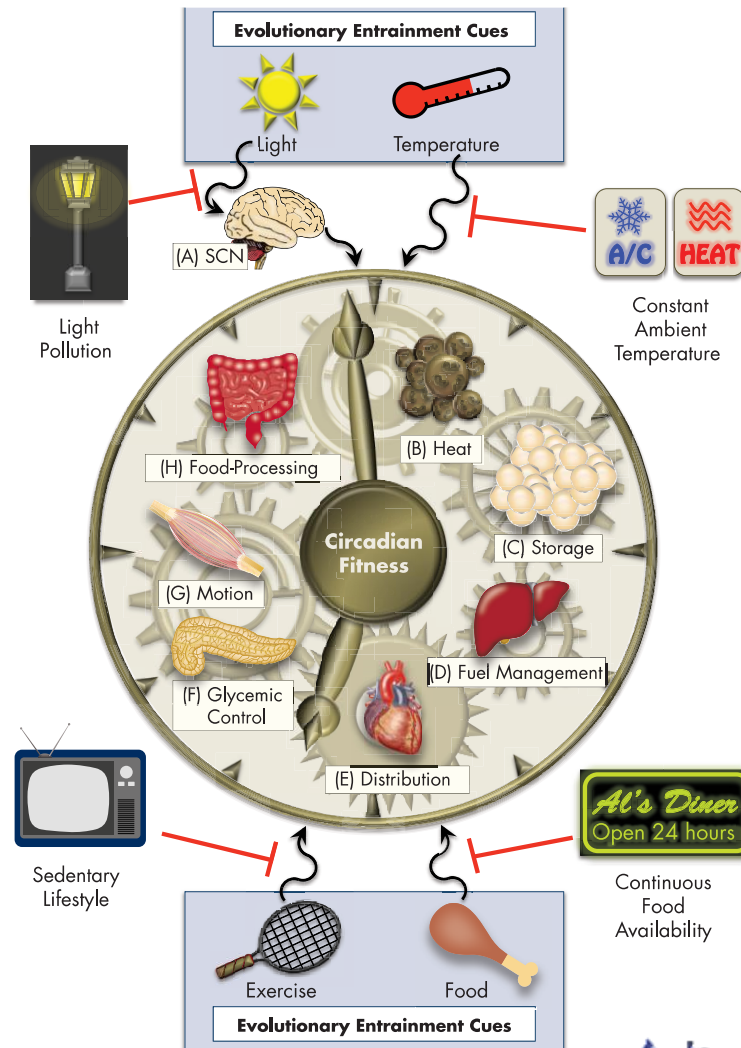 Evolutionary Entrainment Cues
Light
Temperature
(A) SCN
A/C
HEAT
Light
Pollution
Constant
Ambient
Temperature
(H) Food-Processing
(B) Heat
(C) Storage
Circadian
Fitness
(G) Motion
(D) Fuel Management
(F) Glycemic
Control
(E) Distribution
Al's Diner
Open 24 hours
Sedentary
Lifestyle
Continuous
Food
Availability
Exercise
Food
Evolutionary Entrainment Cues